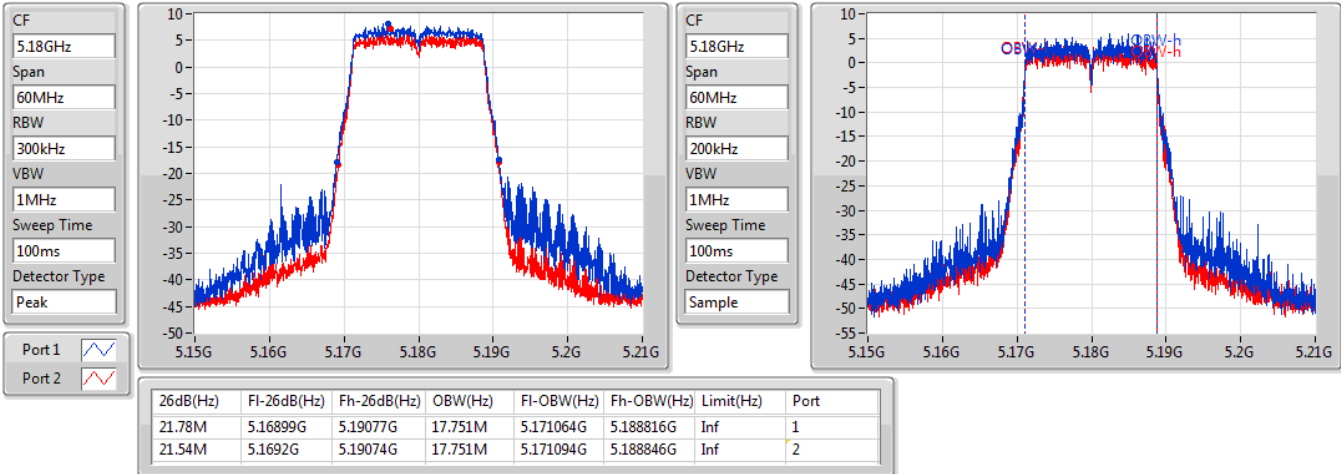 CF
5.18GHz
Span
60MHz
RBW
300kHz
VBW
1MHz
Sweep Time
100ms
Detector Type
Peak
Port 1
Port 2
10
5
0
-5
-10
-15
-20
-25
-30
-35
-40
-45
-50
5.15G 5.16G 5.17G 5.18G 5.19G 5.2G 5.21G
CF
5.18GHz
Span
60MHz
RBW
200kHz
VBW
1MHz
Sweep Time
100ms
Detector Type
Sample
10
5
0
-5
-10
-15
-20
-25
-30
-35
-40
-45
-50
-55
OBW-h
OBW-h
5.15G 5.16G 5.17G 5.18G 5.19G 5.2G 5.21G
26dB(Hz) Fl-26dB(Hz) Fh-26dB(Hz) OBW(Hz) Fl-OBW(Hz) Fh-OBW(Hz) Limit(Hz) Port
21.78M 5.16899G 5.19077G 17.751M 5.171064G 5.188816G Inf 1
21.54M 5.1692G 5.19074G 17.751M 5.171094G 5.188846G Inf 2